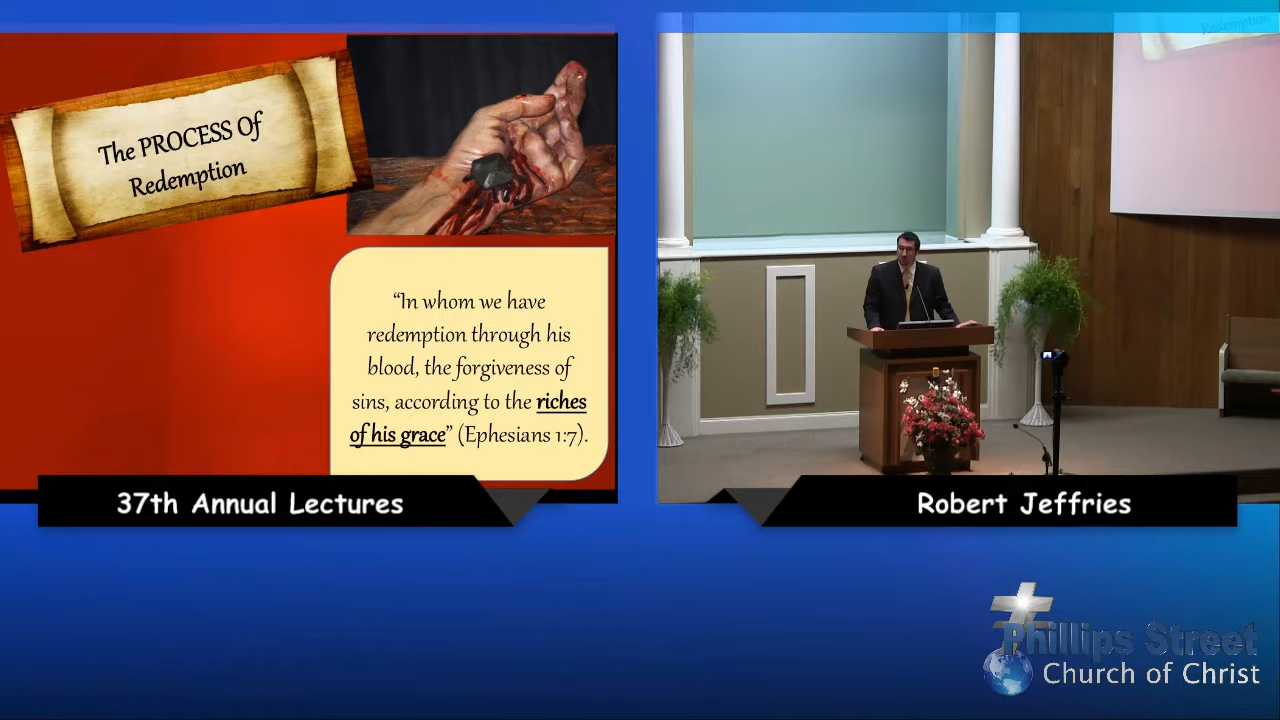 The PROCESS Of
Redemption
“In whom we have
redemption through his
blood, the forgiveness of
sins, according to the riches
of his grace” (Ephesians 1:7).
Redemption
37th Annual Lectures
Robert Jeffries
Phillips Street
Church of Christ